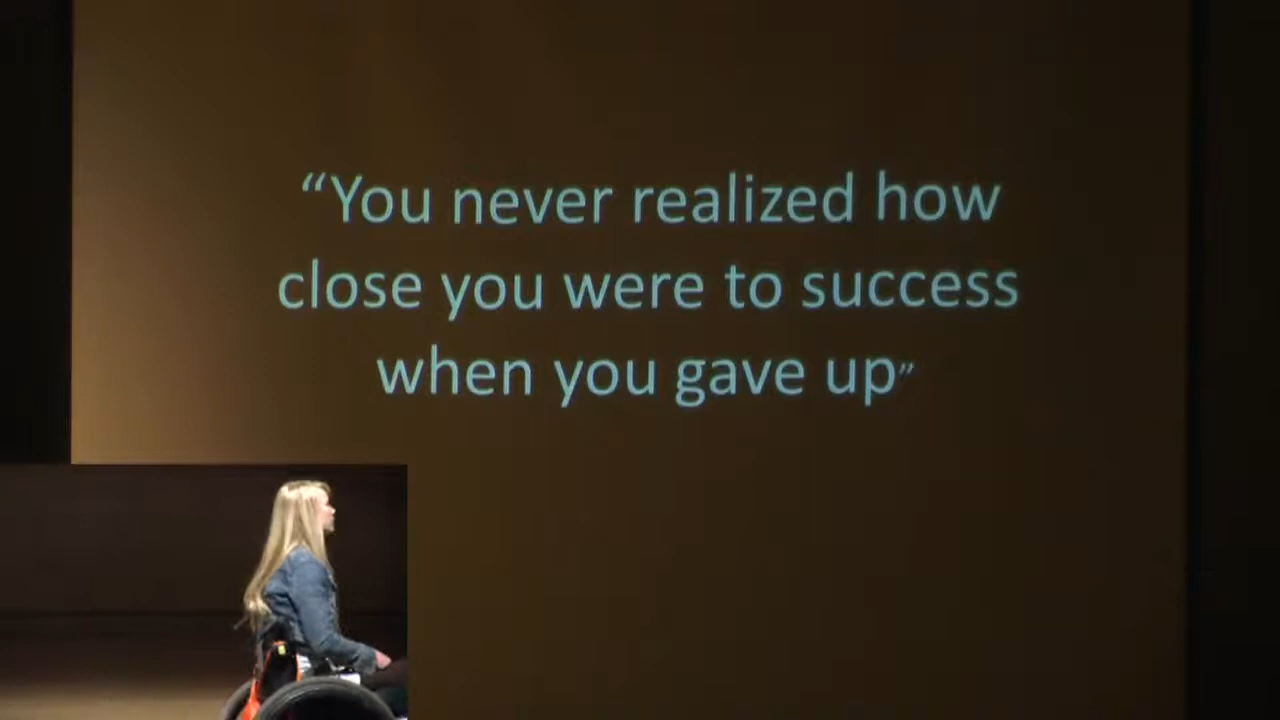 “You never realized how
close you were to success
when you gave up”